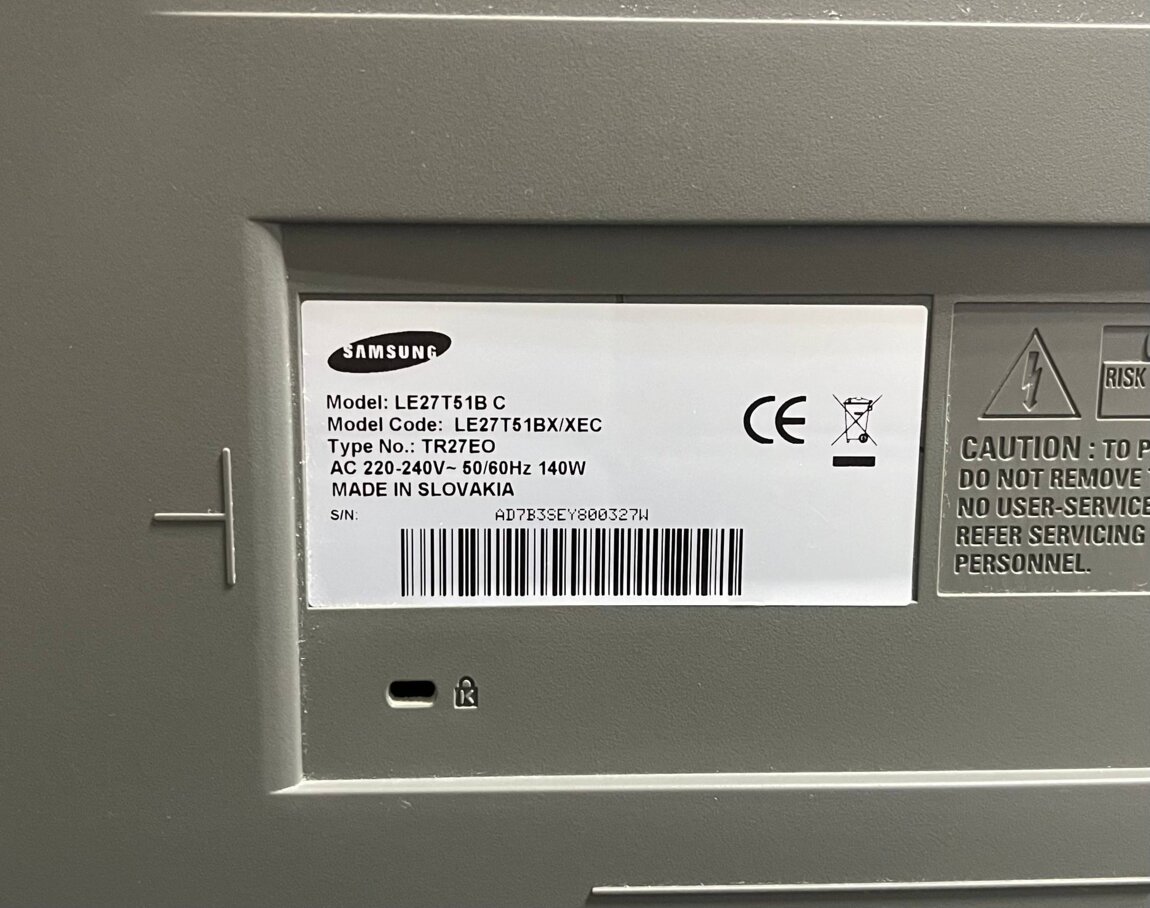 SAMSUNG
Model: LE27T51B C
Model Code: LE27T51BX/XEC
Type No.: TR27EO
AC 220-240V~ 50/60Hz 140W
MADE IN SLOVAKIA
S/N: AD7B3SEY800327W
CE
RISK
CAUTION : TO
DO NOT REMOVE
NO USER-SERVICE
REFER SERVICING
PERSONNEL.
K